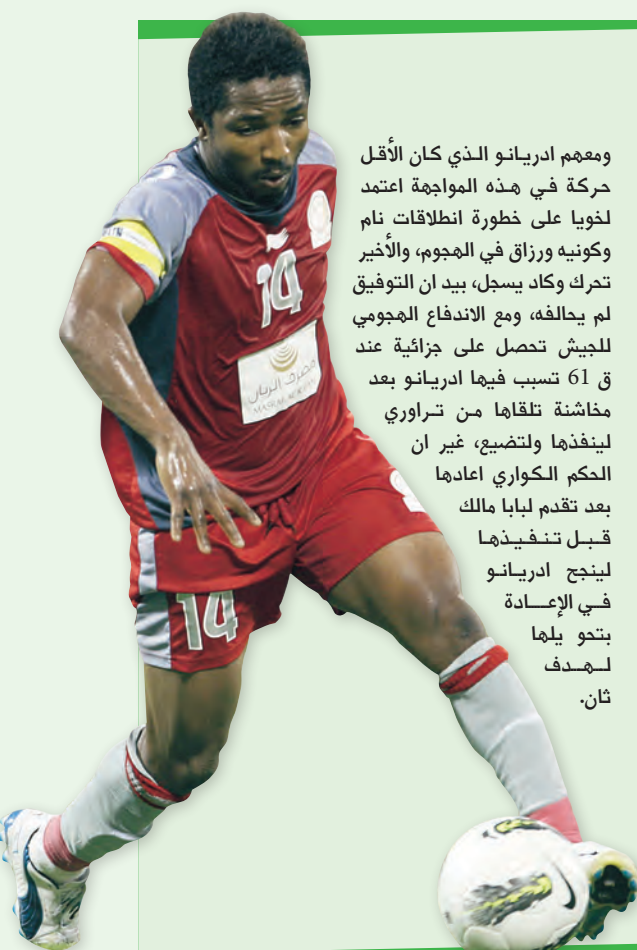 ومعهم ادريانو الذي كان الأقل
حركة في هذه المواجهة اعتمد
لخويا على خطورة انطلاقات نام
وكونيه ورزاق في الهجوم، والأخير
تحرك وكاد يسجل، بيد ان التوفيق
لم يحالفه، ومع الاندفاع الهجومي
للجيش تحصل على جزائية عند
ق 61 تسبب فيها ادريانو بعد
مخاشنة تلقاها من تراوري
لينفذها ولتضيع، غير ان
الحكم الكواري اعادها
بعد تقدم لبابا مالك
قبل تنفيذها
لينجح ادريانو
في الإعادة
بتحو يلها
لهدف
ثان.
14
مصرف الريان
MASRAF AL RAYAN
14